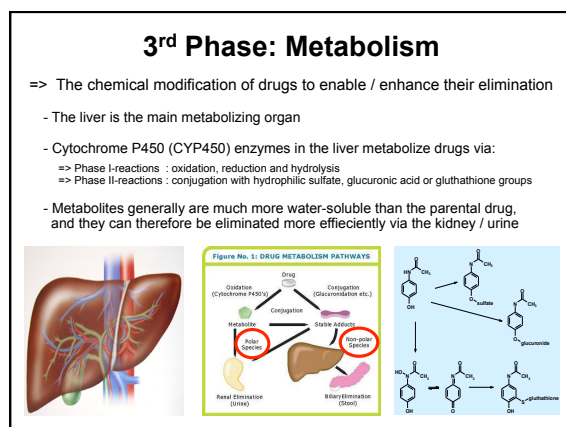 3rd Phase: Metabolism
=> The chemical modification of drugs to enable / enhance their elimination
- The liver is the main metabolizing organ
- Cytochrome P450 (CYP450) enzymes in the liver metabolize drugs via:
=> Phase I-reactions : oxidation, reduction and hydrolysis
=> Phase II-reactions : conjugation with hydrophilic sulfate, glucuronic acid or gluthathione groups
- Metabolites generally are much more water-soluble than the parental drug,
and they can therefore be eliminated more effieciently via the kidney / urine
Figure No. 1: DRUG METABOLISM PATHWAYS
Drug
Oxidation
(Cytochrome P450's)
Conjugation
(Glucuronidation etc.)
Conjugation
Metabolite
Stable Adducts
Polar
Species
Non-polar
Species
Renal Elimination
(Urine)
Biliary Elimination
(Stool)
O
HN
CH3
OH
O
N
CH3
O
sulfate
O
N
CH3
O
glucuronide
O
HO
N
CH3
OH
O
N
CH3
O
O
N
CH3
S
gluthathione
OH